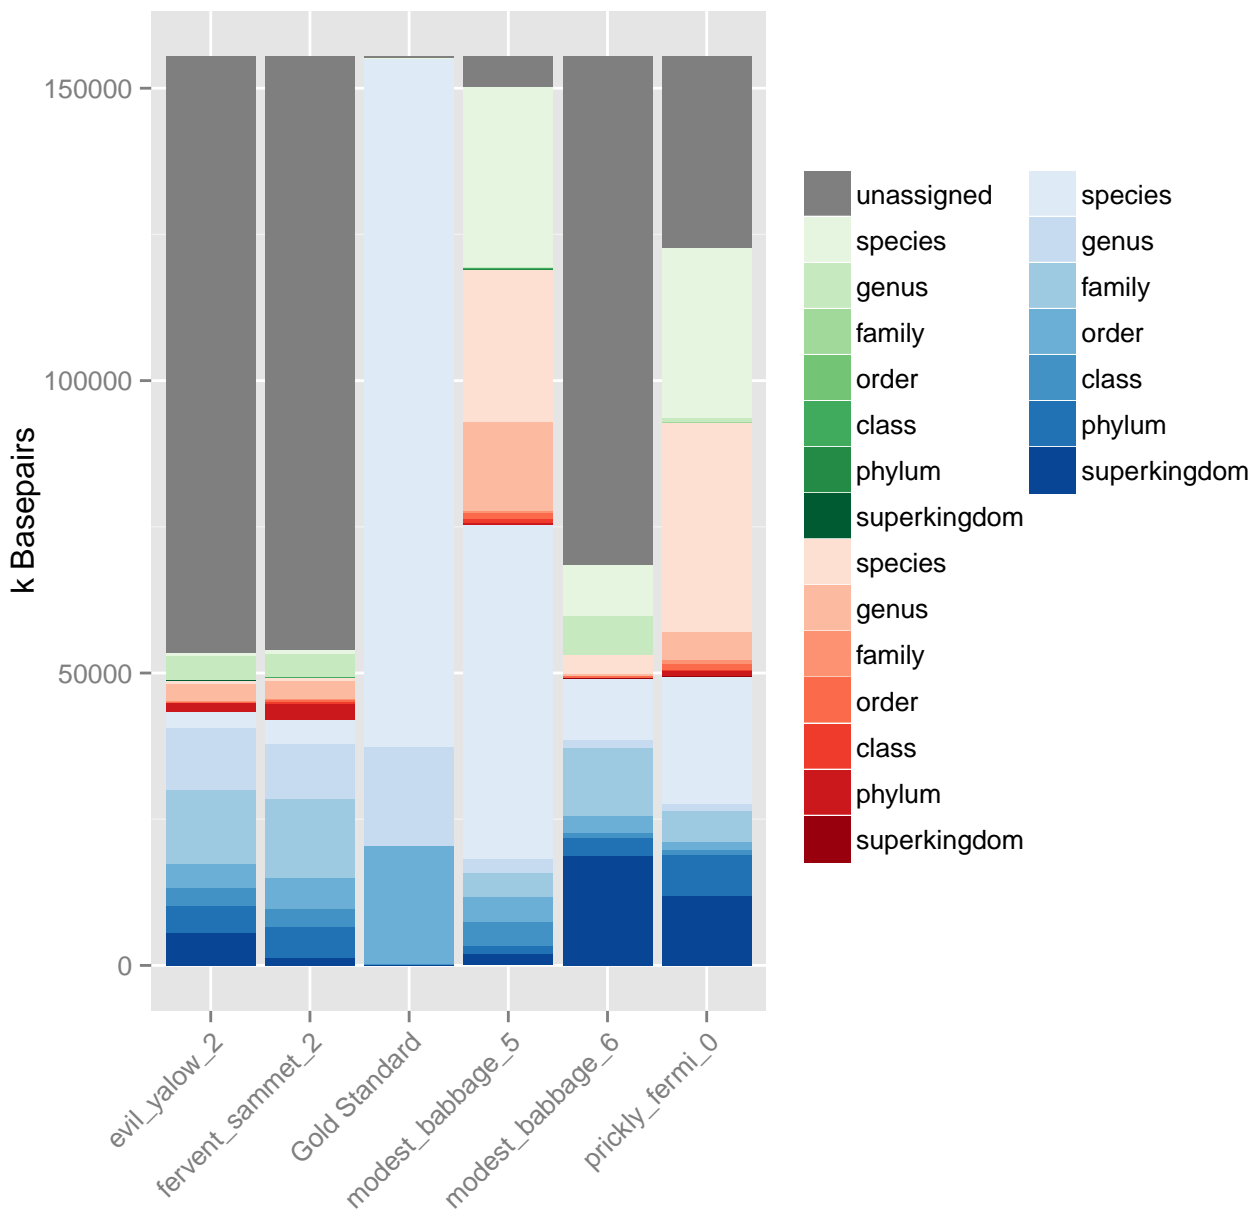 k Basepairs
150000
100000
50000
0
evil_yalow_2
fervent_sammet_2
Gold Standard
modest_babbage_5
modest_babbage_6
prickly_fermi_0
unassigned
species
genus
family
order
class
phylum
superkingdom
species
genus
family
order
class
phylum
superkingdom
species
genus
family
order
class
phylum
superkingdom